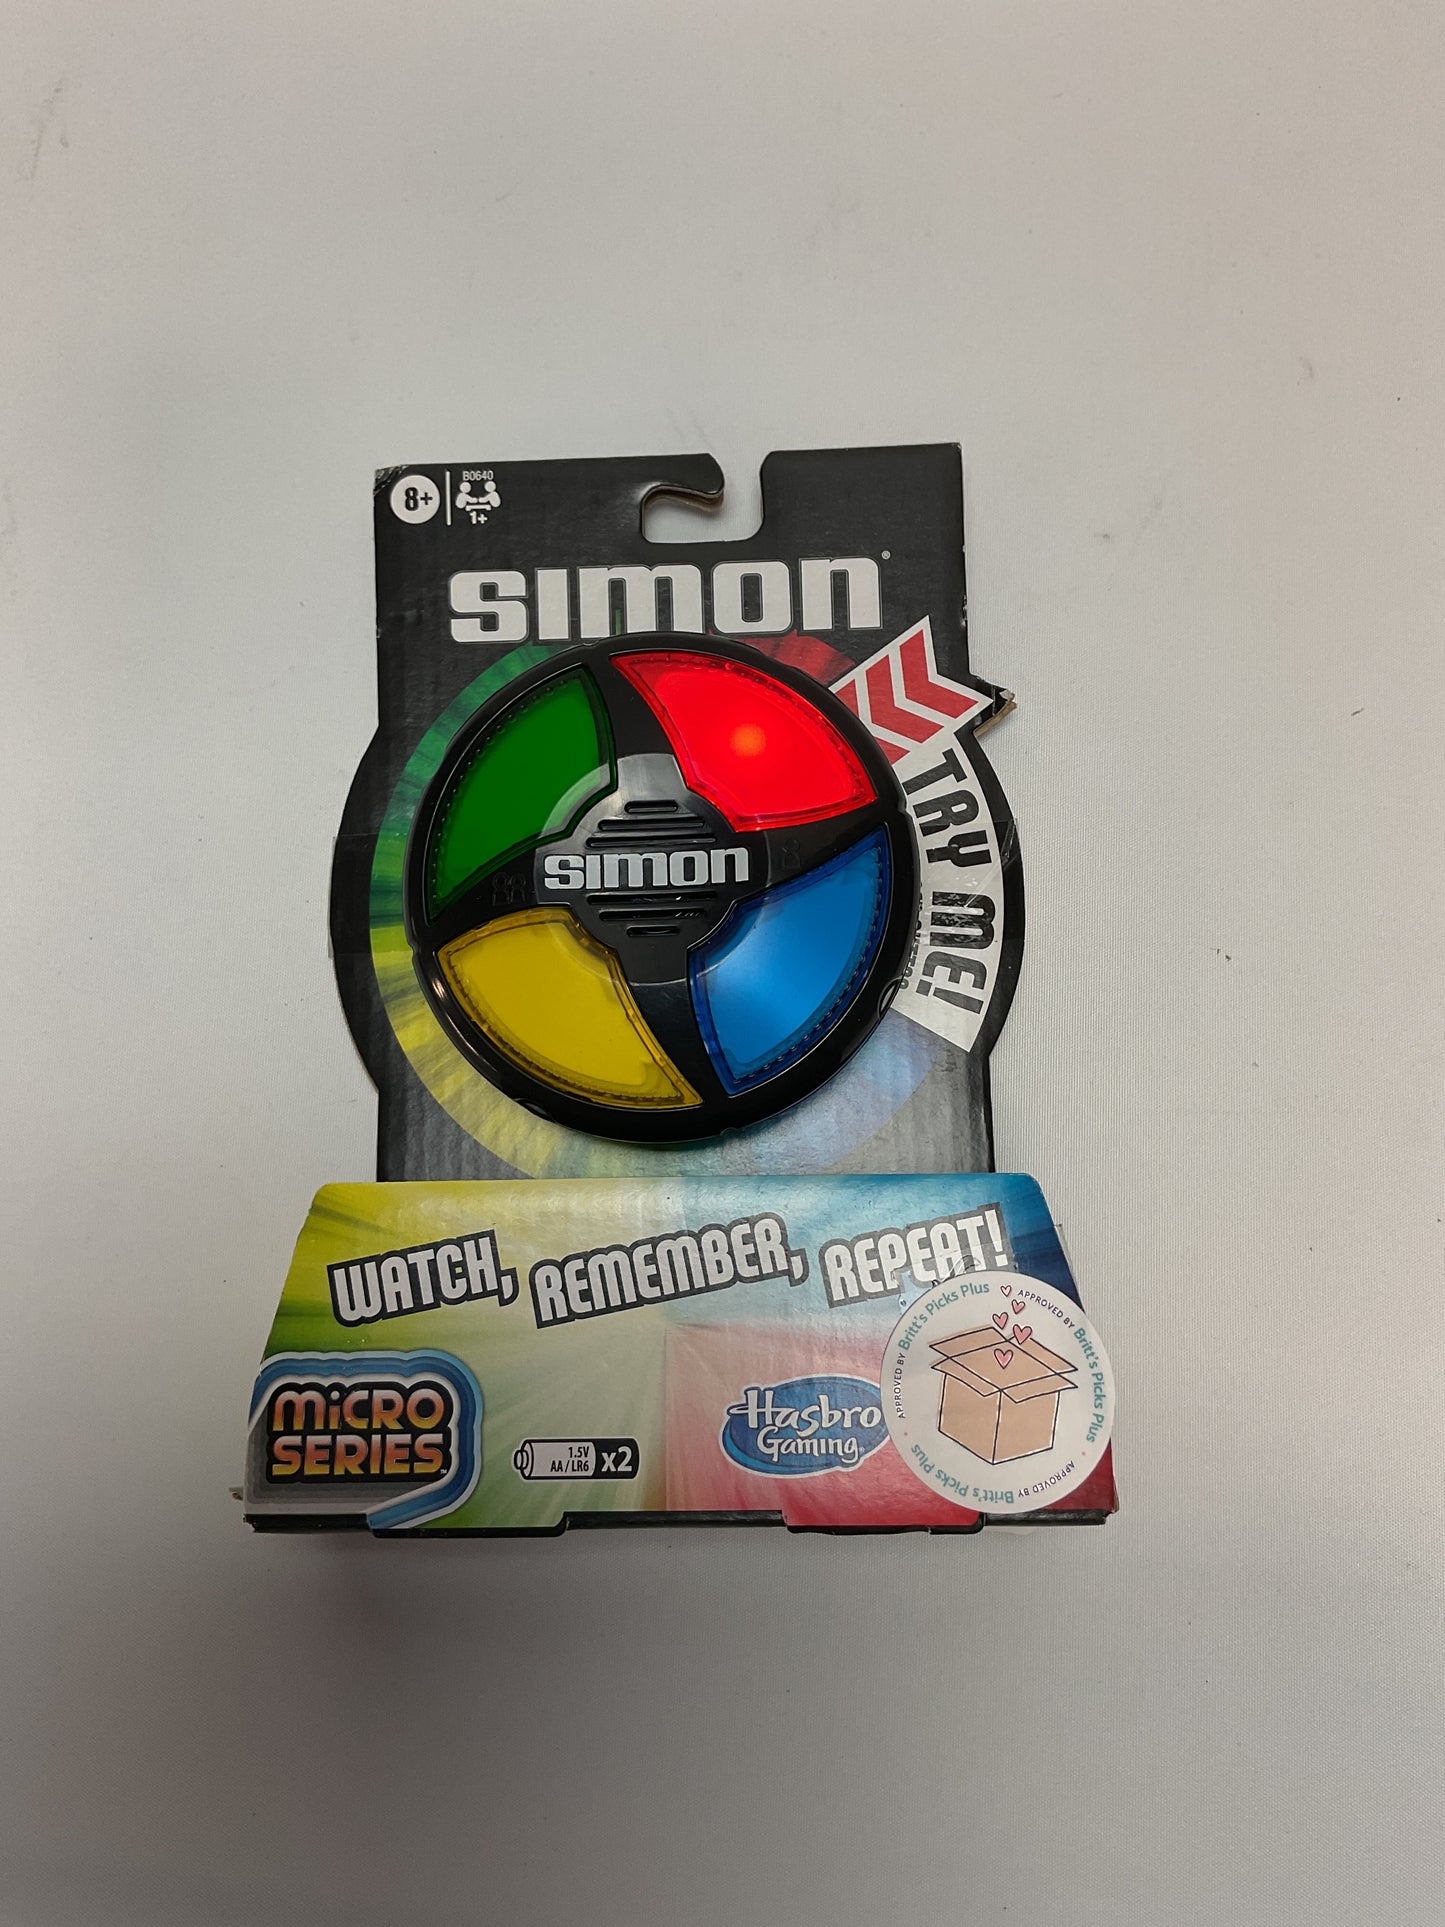 8+
B0640
1+
SIMON®
TRY ME!
SIMON
WATCH, REMEMBER, REPEAT!
MICRO
SERIES™
1.5V
AA / LR6
x2
Hasbro
Gaming
APPROVED BY Britt's Picks Plus
APPROVED BY Britt's Picks Plus
APPROVED BY Britt's Picks Plus